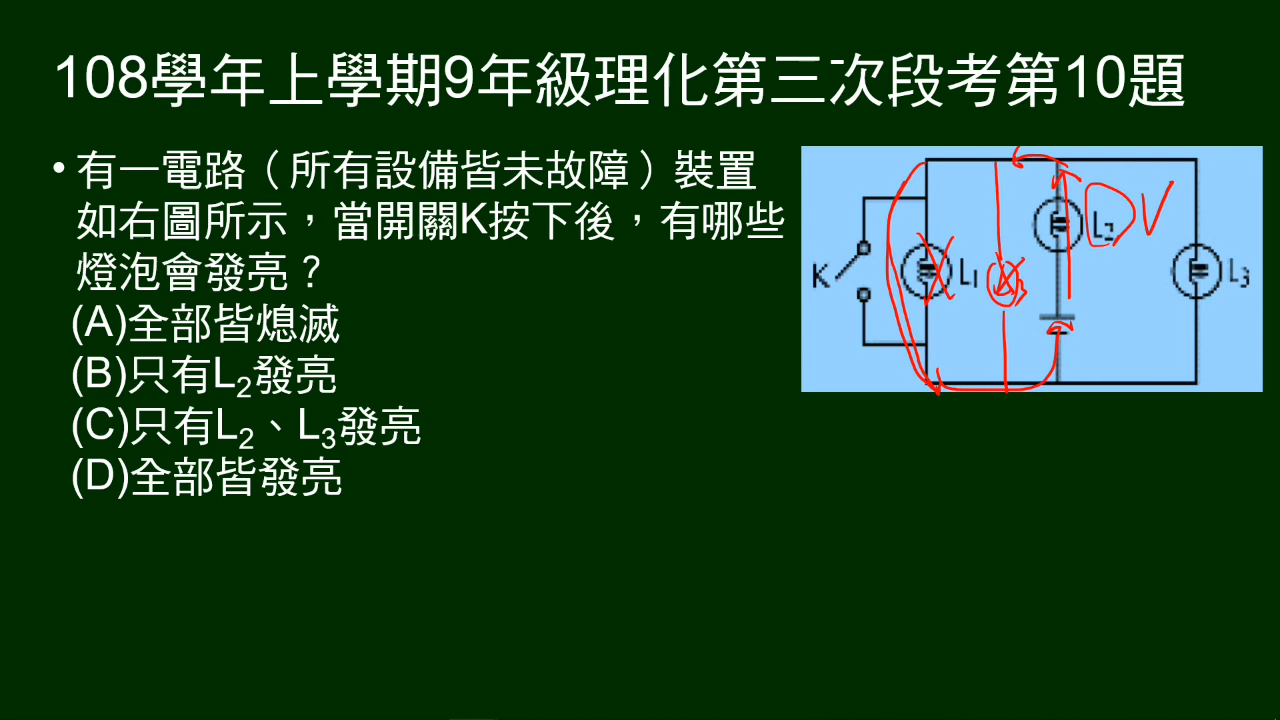 108學年上學期9年級理化第三次段考第10題
• 有一電路（所有設備皆未故障）裝置
如右圖所示，當開關K按下後，有哪些
燈泡會發亮？
(A)全部皆熄滅
(B)只有L2發亮
(C)只有L2、L3發亮
(D)全部皆發亮
K
L1
L2
L3